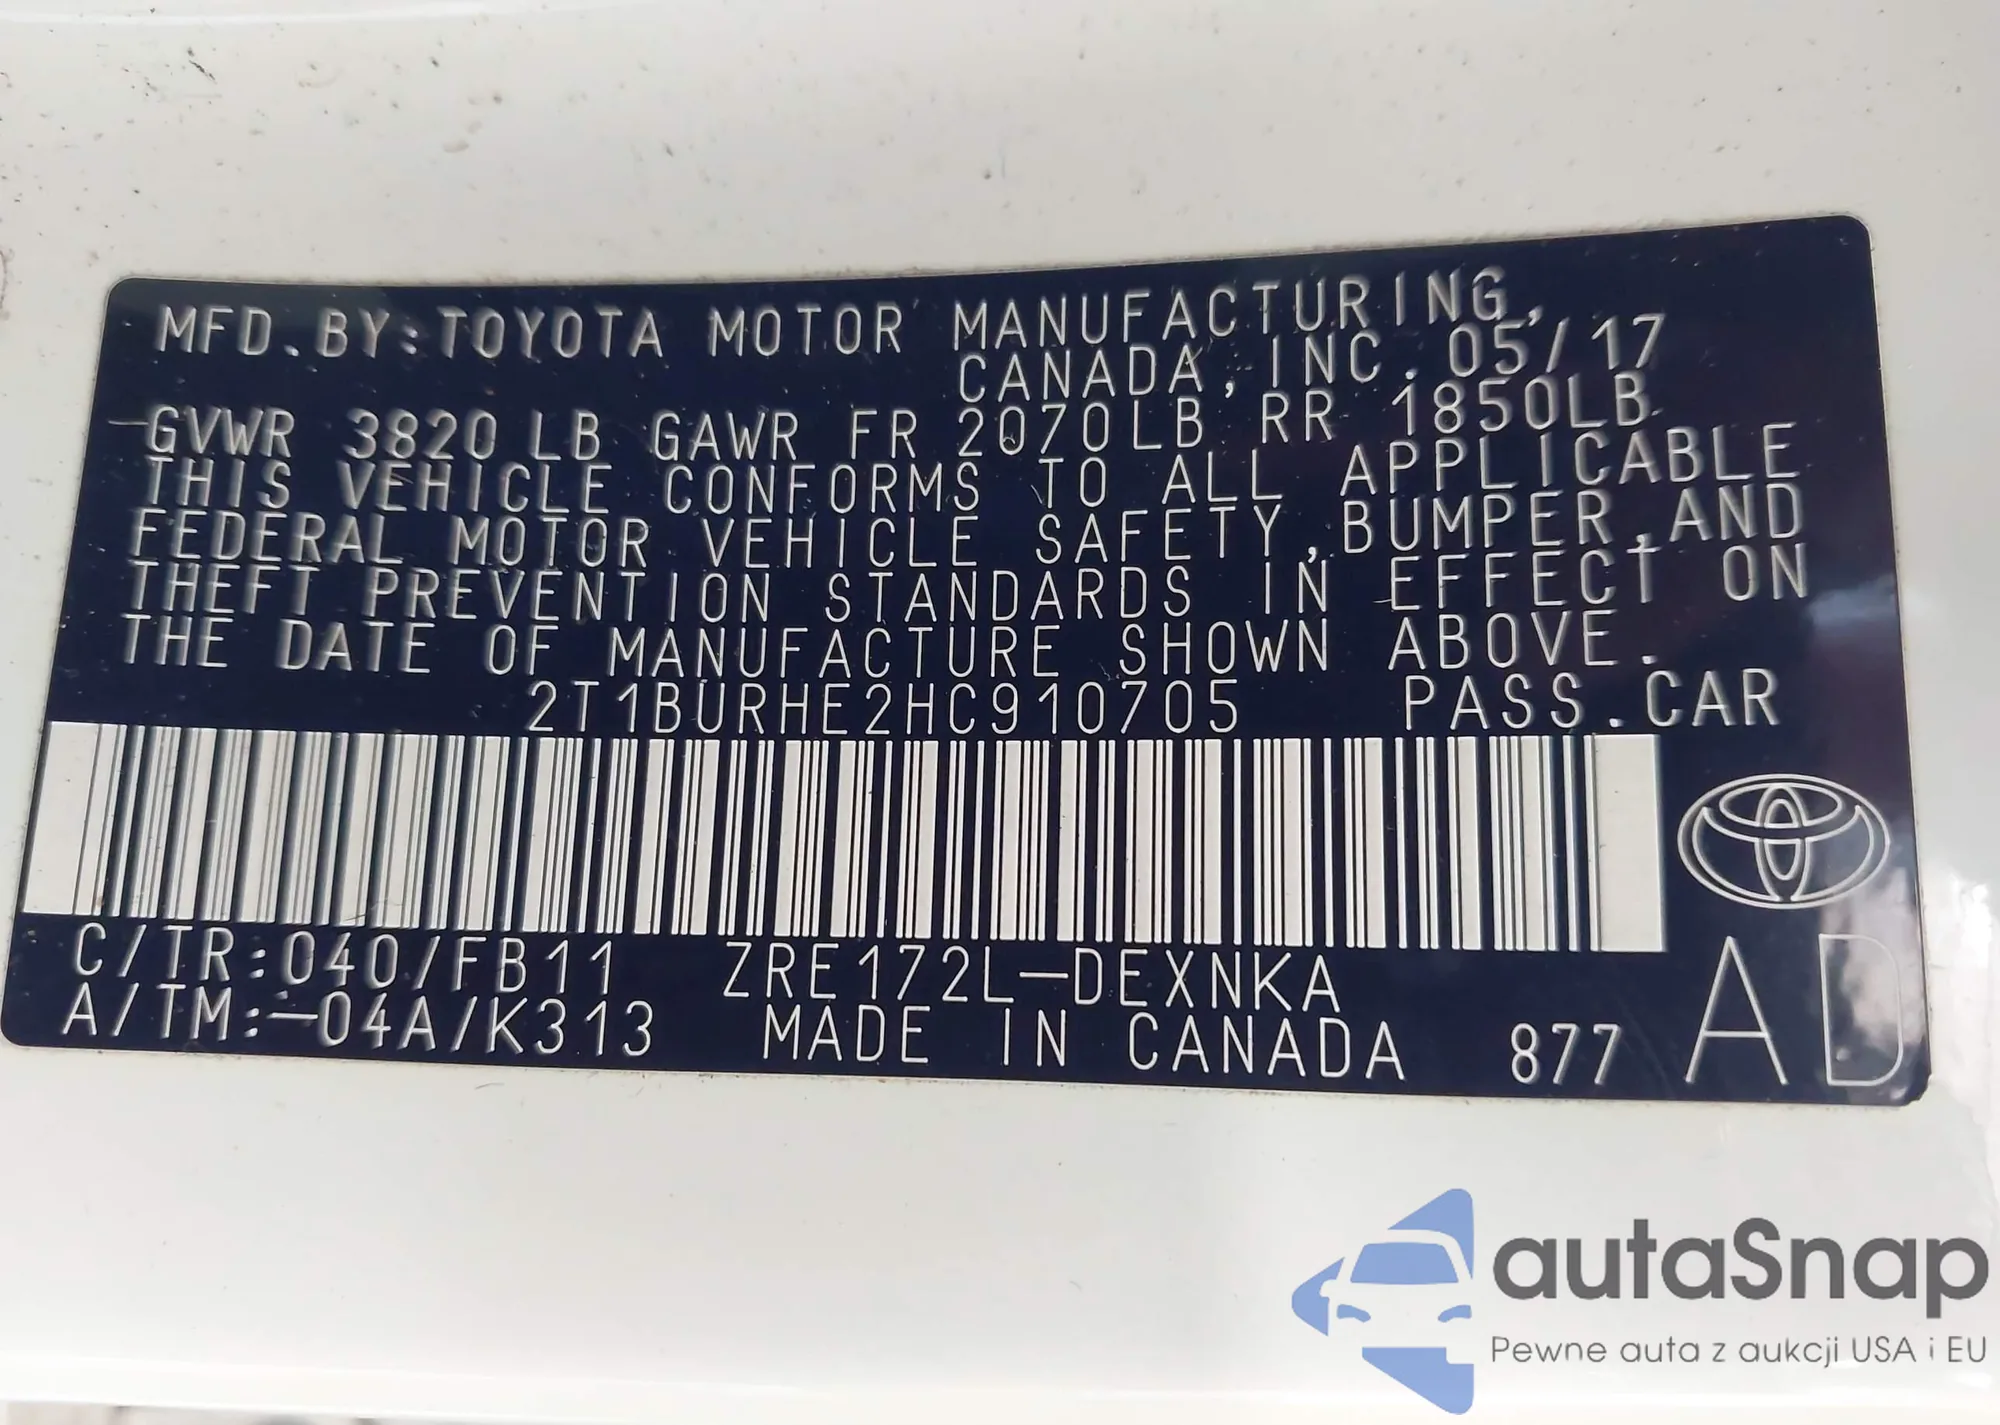 MFD.BY:TOYOTA MOTOR MANUFACTURING,
CANADA,INC.05/17
GVWR 3820LB GAWR FR 2070LB RR 1850LB
THIS VEHICLE CONFORMS TO ALL APPLICABLE
FEDERAL MOTOR VEHICLE SAFETY,BUMPER,AND
THEFT PREVENTION STANDARDS IN EFFECT ON
THE DATE OF MANUFACTURE SHOWN ABOVE.
2T1BURHE2HC910705 PASS.CAR
C/TR:040/FB11 ZRE172L-DEXNKA
A/TM:-04A/K313 MADE IN CANADA 877 AD
autaSnap
Pewne auta z aukcji USA i EU